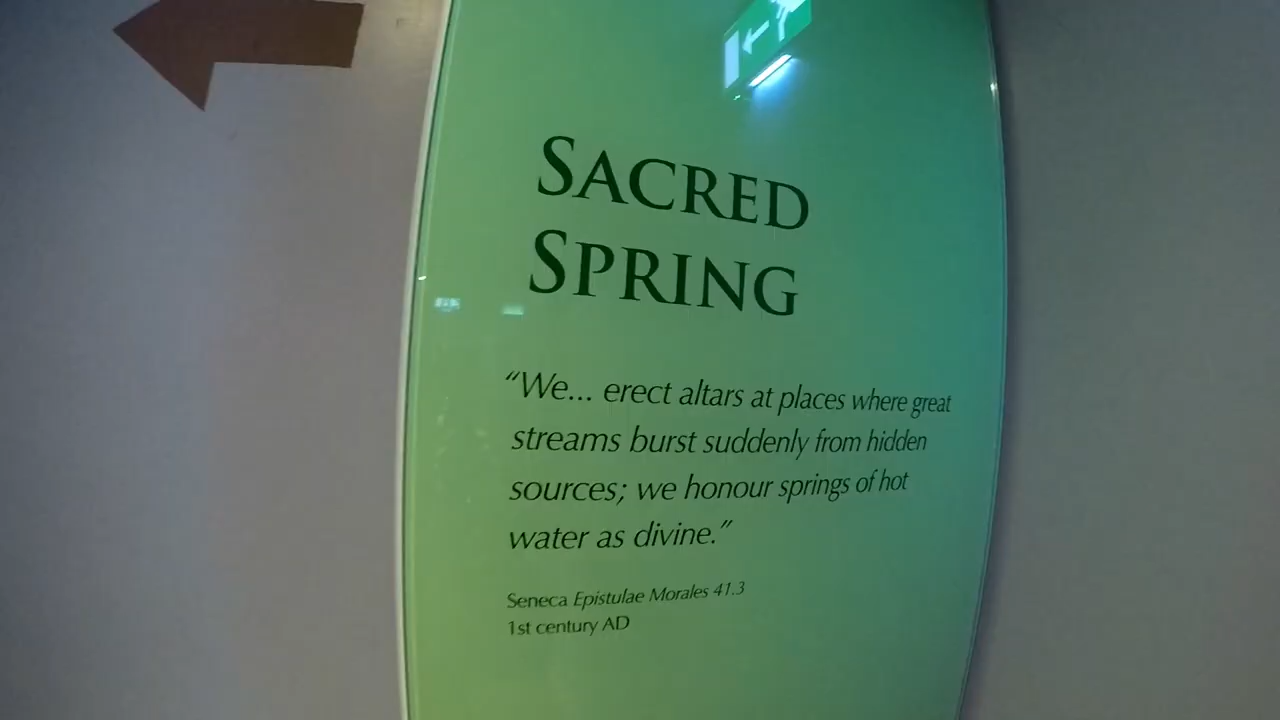 SACRED
SPRING
“We... erect altars at places where great
streams burst suddenly from hidden
sources; we honour springs of hot
water as divine.”
Seneca Epistulae Morales 41.3
1st century AD